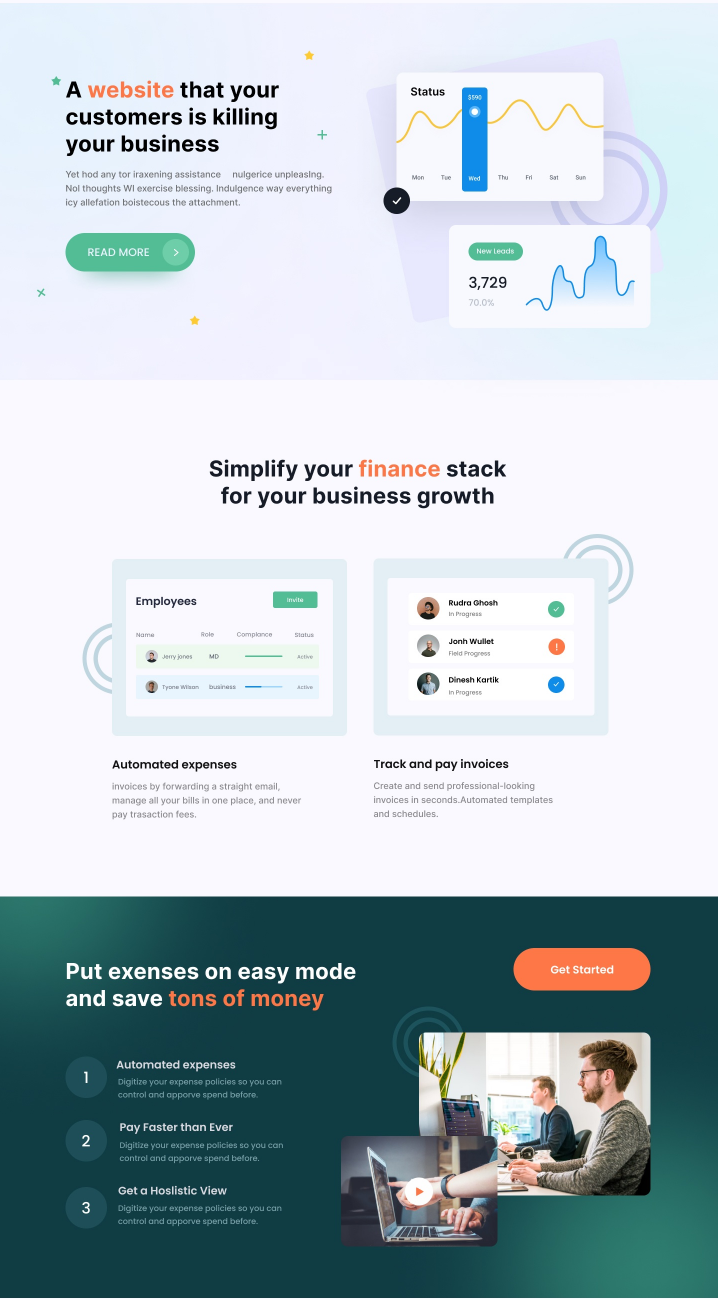 A website that your
customers is killing
your business
Yet hod any tor iraxening assistance nulgerice unpleasing.
Nol thoughts WI exercise blessing. Indulgence way everything
icy allefation boistecous the attachment.
READ MORE
Status
$590
Mon Tue Wed Thu Fri Sat Sun
New Leads
3,729
70.0%
Simplify your finance stack
for your business growth
Employees
Invite
Name Role Complance Status
Jerry jones MD Active
Tyone Wilson business Active
Rudra Ghosh
In Progress
Jonh Wullet
Field Progress
Dinesh Kartik
In Progress
Automated expenses
invoices by forwarding a straight email,
manage all your bills in one place, and never
pay trasaction fees.
Track and pay invoices
Create and send professional-looking
invoices in seconds.Automated templates
and schedules.
Put exenses on easy mode
and save tons of money
Get Started
1
Automated expenses
Digitize your expense policies so you can
control and apporve spend before.
2
Pay Faster than Ever
Digitize your expense policies so you can
control and apporve spend before.
3
Get a Hoslistic View
Digitize your expense policies so you can
control and apporve spend before.